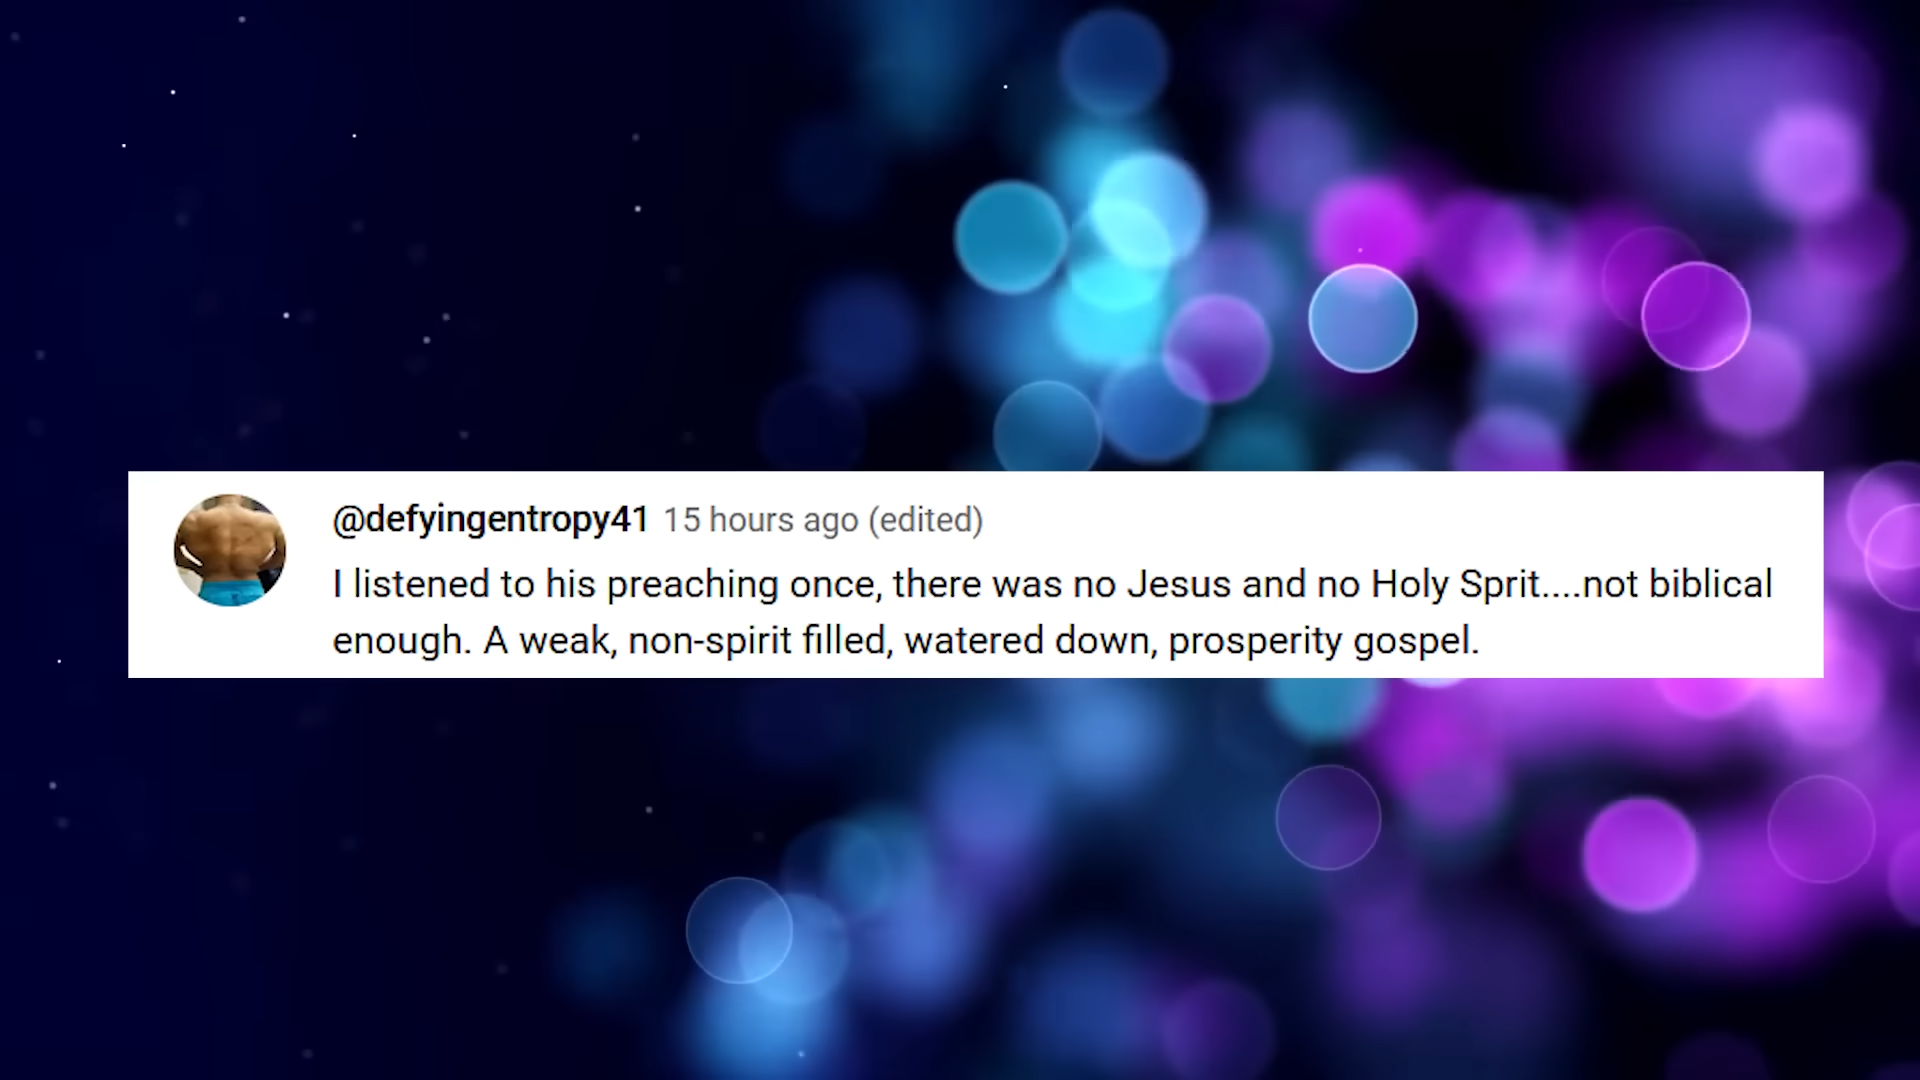 @defyingentropy41 15 hours ago (edited)
I listened to his preaching once, there was no Jesus and no Holy Sprit....not biblical
enough. A weak, non-spirit filled, watered down, prosperity gospel.